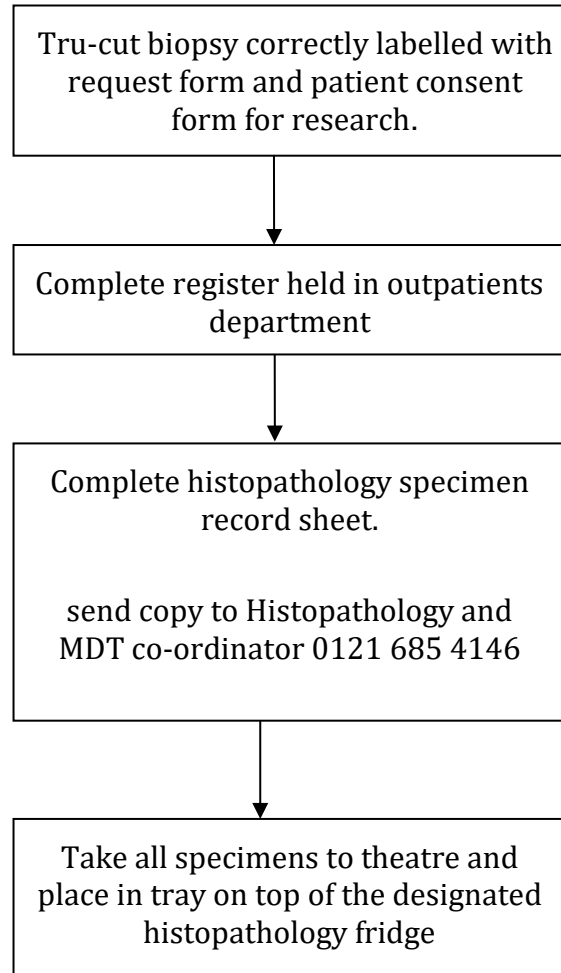 Tru-cut biopsy correctly labelled with
request form and patient consent
form for research.
Complete register held in outpatients
department
Complete histopathology specimen
record sheet.
send copy to Histopathology and
MDT co-ordinator 0121 685 4146
Take all specimens to theatre and
place in tray on top of the designated
histopathology fridge